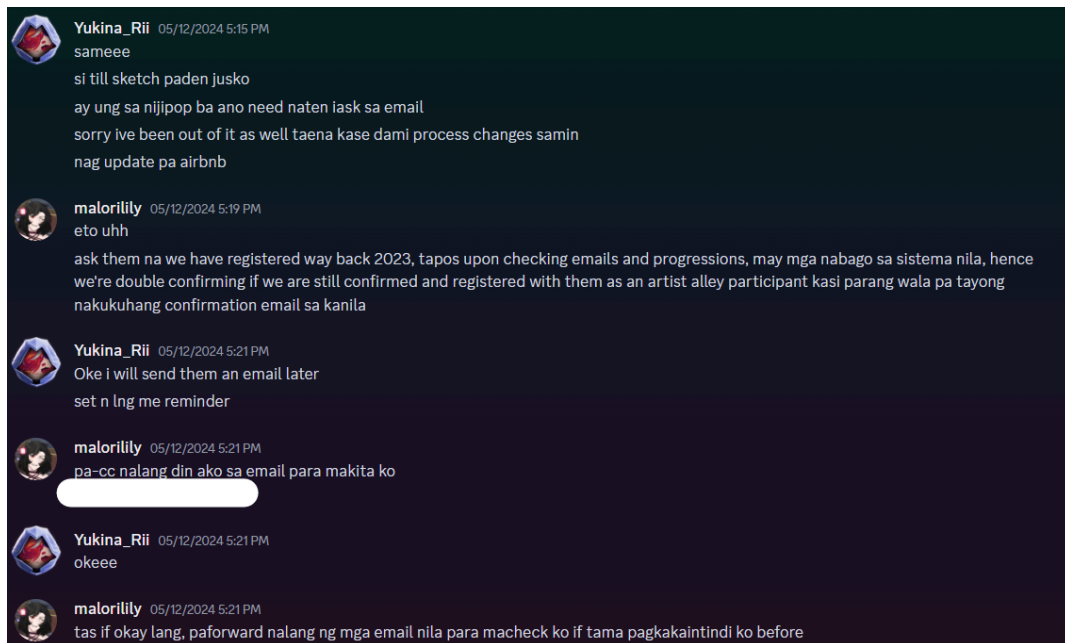 Yukina_Rii 05/12/2024 5:15 PM
sameee
si till sketch paden jusko
ay ung sa nijipop ba ano need naten iask sa email
sorry ive been out of it as well taena kase dami process changes samin
nag update pa airbnb
malorilily 05/12/2024 5:19 PM
eto uhh
ask them na we have registered way back 2023, tapos upon checking emails and progressions, may mga nabago sa sistema nila, hence
we're double confirming if we are still confirmed and registered with them as an artist alley participant kasi parang wala pa tayong
nakukuhang confirmation email sa kanila
Yukina_Rii 05/12/2024 5:21 PM
Oke i will send them an email later
set n lng me reminder
malorilily 05/12/2024 5:21 PM
pa-cc nalang din ako sa email para makita ko
Yukina_Rii 05/12/2024 5:21 PM
okeee
malorilily 05/12/2024 5:21 PM
tas if okay lang, paforward nalang ng mga email nila para macheck ko if tama pagkakaintindi ko before